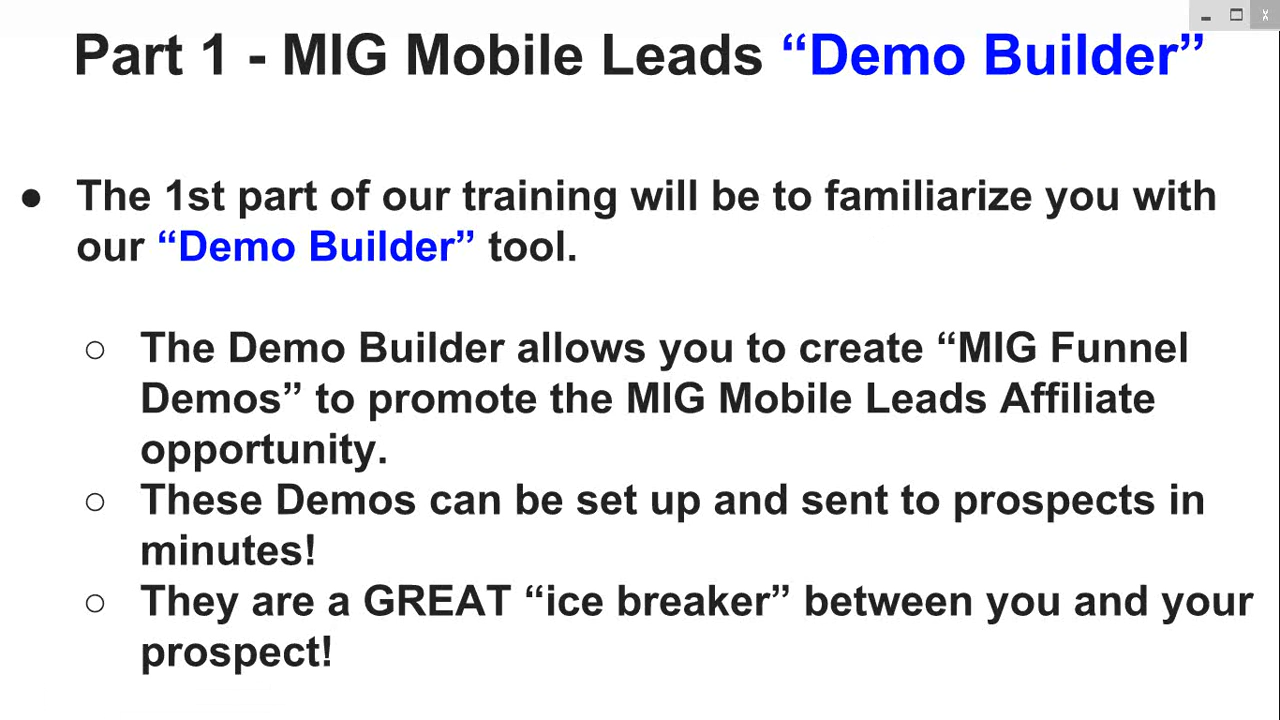 Part 1 - MIG Mobile Leads “Demo Builder”
● The 1st part of our training will be to familiarize you with
our “Demo Builder” tool.
○ The Demo Builder allows you to create “MIG Funnel
Demos” to promote the MIG Mobile Leads Affiliate
opportunity.
○ These Demos can be set up and sent to prospects in
minutes!
○ They are a GREAT “ice breaker” between you and your
prospect!